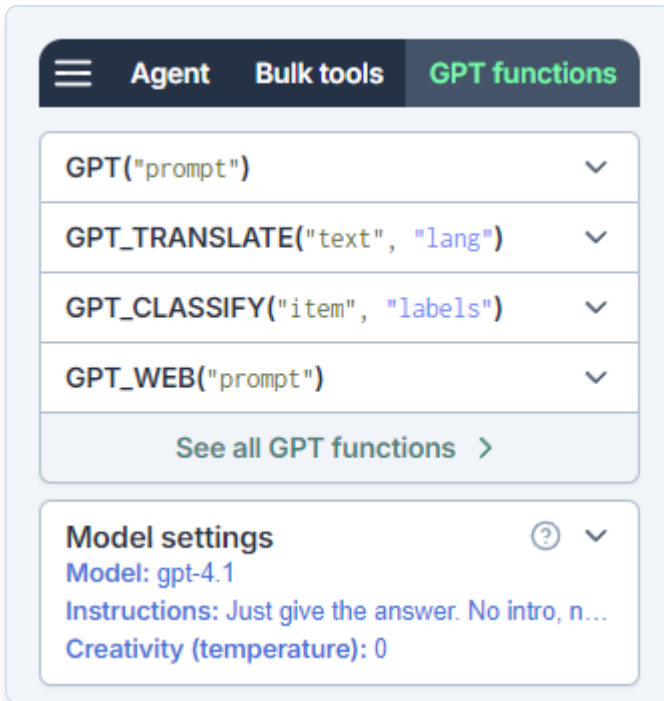 Agent Bulk tools GPT functions
GPT("prompt")
GPT_TRANSLATE("text", "lang")
GPT_CLASSIFY("item", "labels")
GPT_WEB("prompt")
See all GPT functions
Model settings
Model: gpt-4.1
Instructions: Just give the answer. No intro, n...
Creativity (temperature): 0